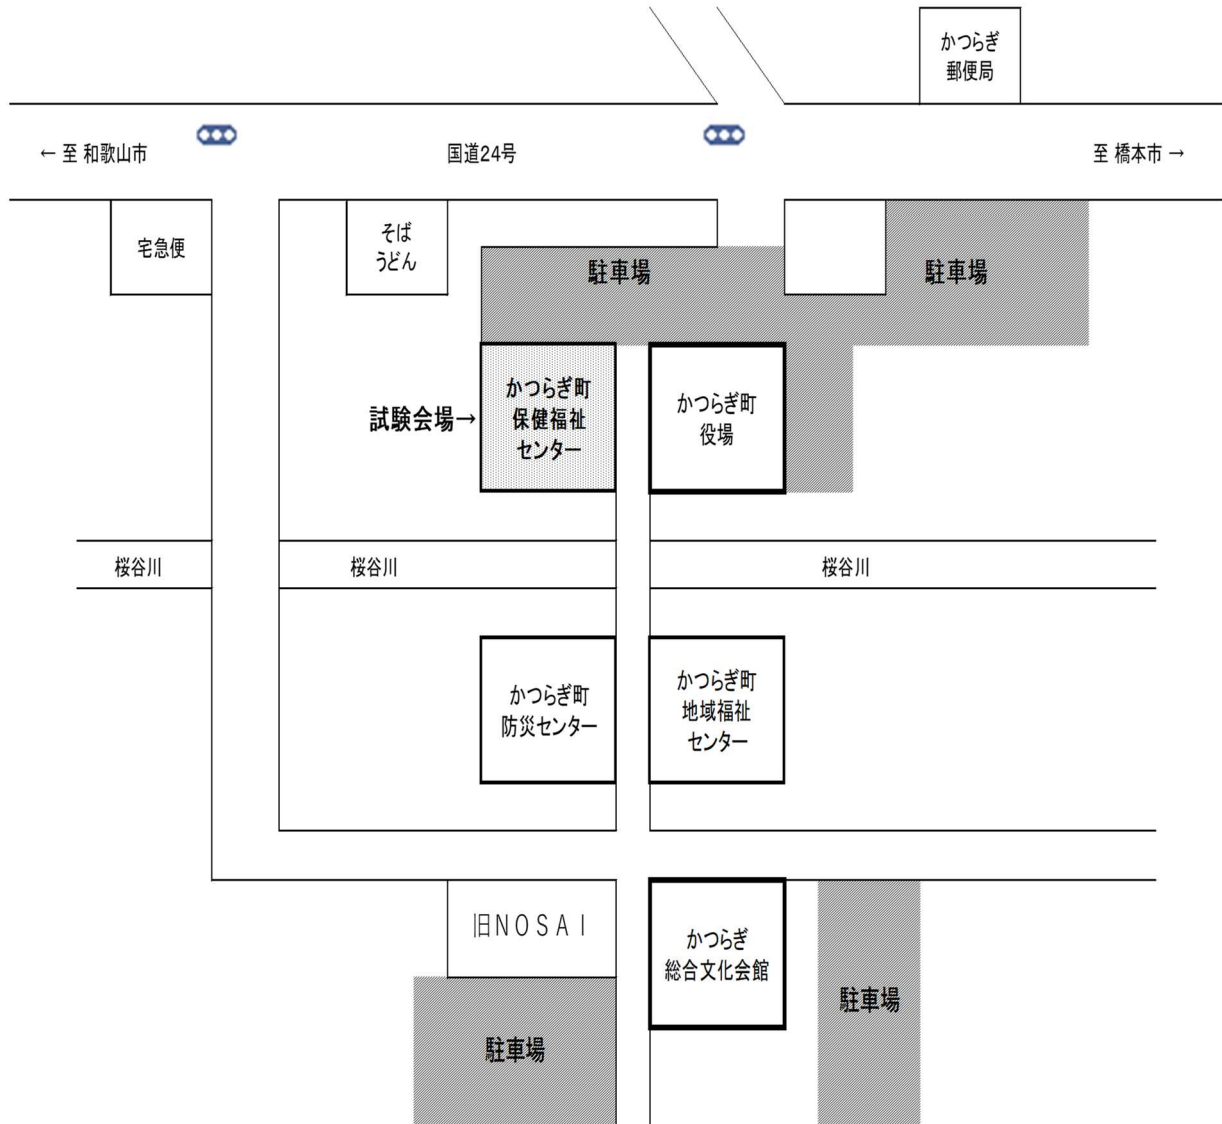 かつらぎ
郵便局
← 至 和歌山市
国道24号
至 橋本市 →
宅急便
そば
うどん
駐車場
駐車場
試験会場→
かつらぎ町
保健福祉
センター
かつらぎ町
役場
桜谷川
桜谷川
桜谷川
かつらぎ町
防災センター
かつらぎ町
地域福祉
センター
旧ＮＯＳＡＩ
かつらぎ
総合文化会館
駐車場
駐車場